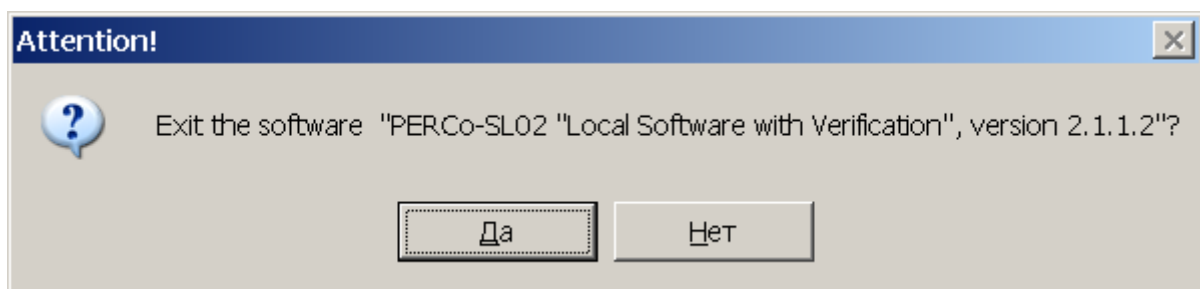 Attention!
Exit the software "PERCo-SL02 "Local Software with Verification", version 2.1.1.2"?
Да
Нет